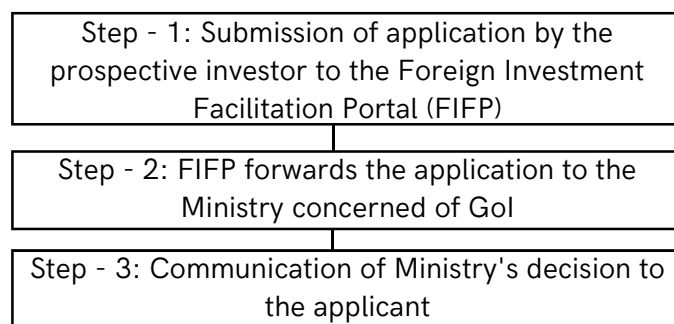 Step - 1: Submission of application by the
prospective investor to the Foreign Investment
Facilitation Portal (FIFP)
Step - 2: FIFP forwards the application to the
Ministry concerned of GoI
Step - 3: Communication of Ministry's decision to
the applicant